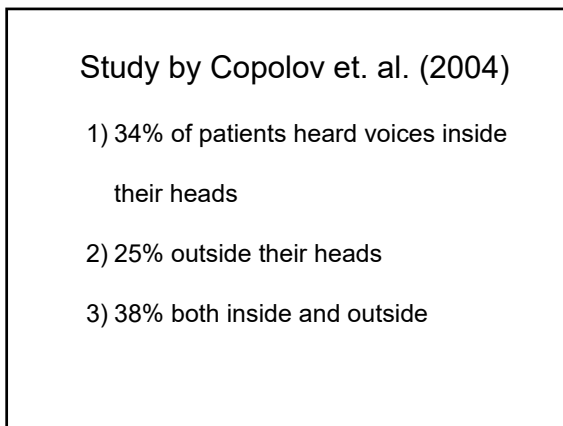 Study by Copolov et. al. (2004)
1) 34% of patients heard voices inside
their heads
2) 25% outside their heads
3) 38% both inside and outside